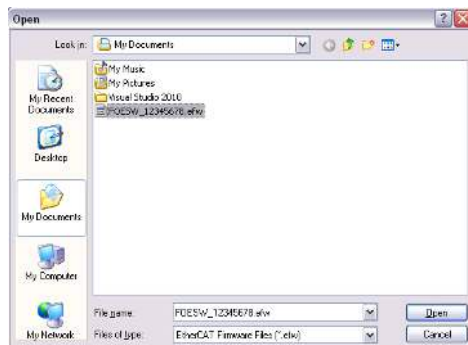 Open
Look in:
My Documents
My Music
My Pictures
Visual Studio 2010
FOESW_12345678.efw
My Recent
Documents
Desktop
My Documents
My Computer
My Network
File name:
FOESW_12345678.efw
Open
Files of type:
EtherCAT Firmware Files (*.efw)
Cancel